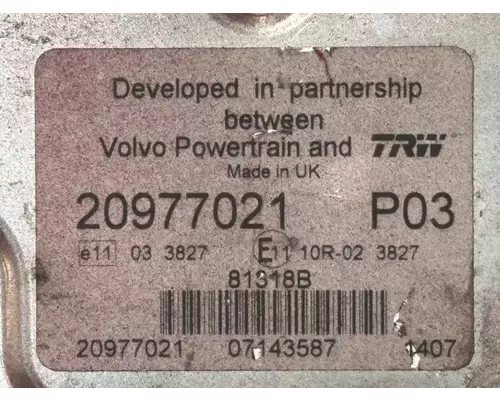 Developed in partnership
between
Volvo Powertrain and TRW
Made in UK
20977021 P03
e11 03 3827 E11 10R-02 3827
81318B
20977021 07143587 1407